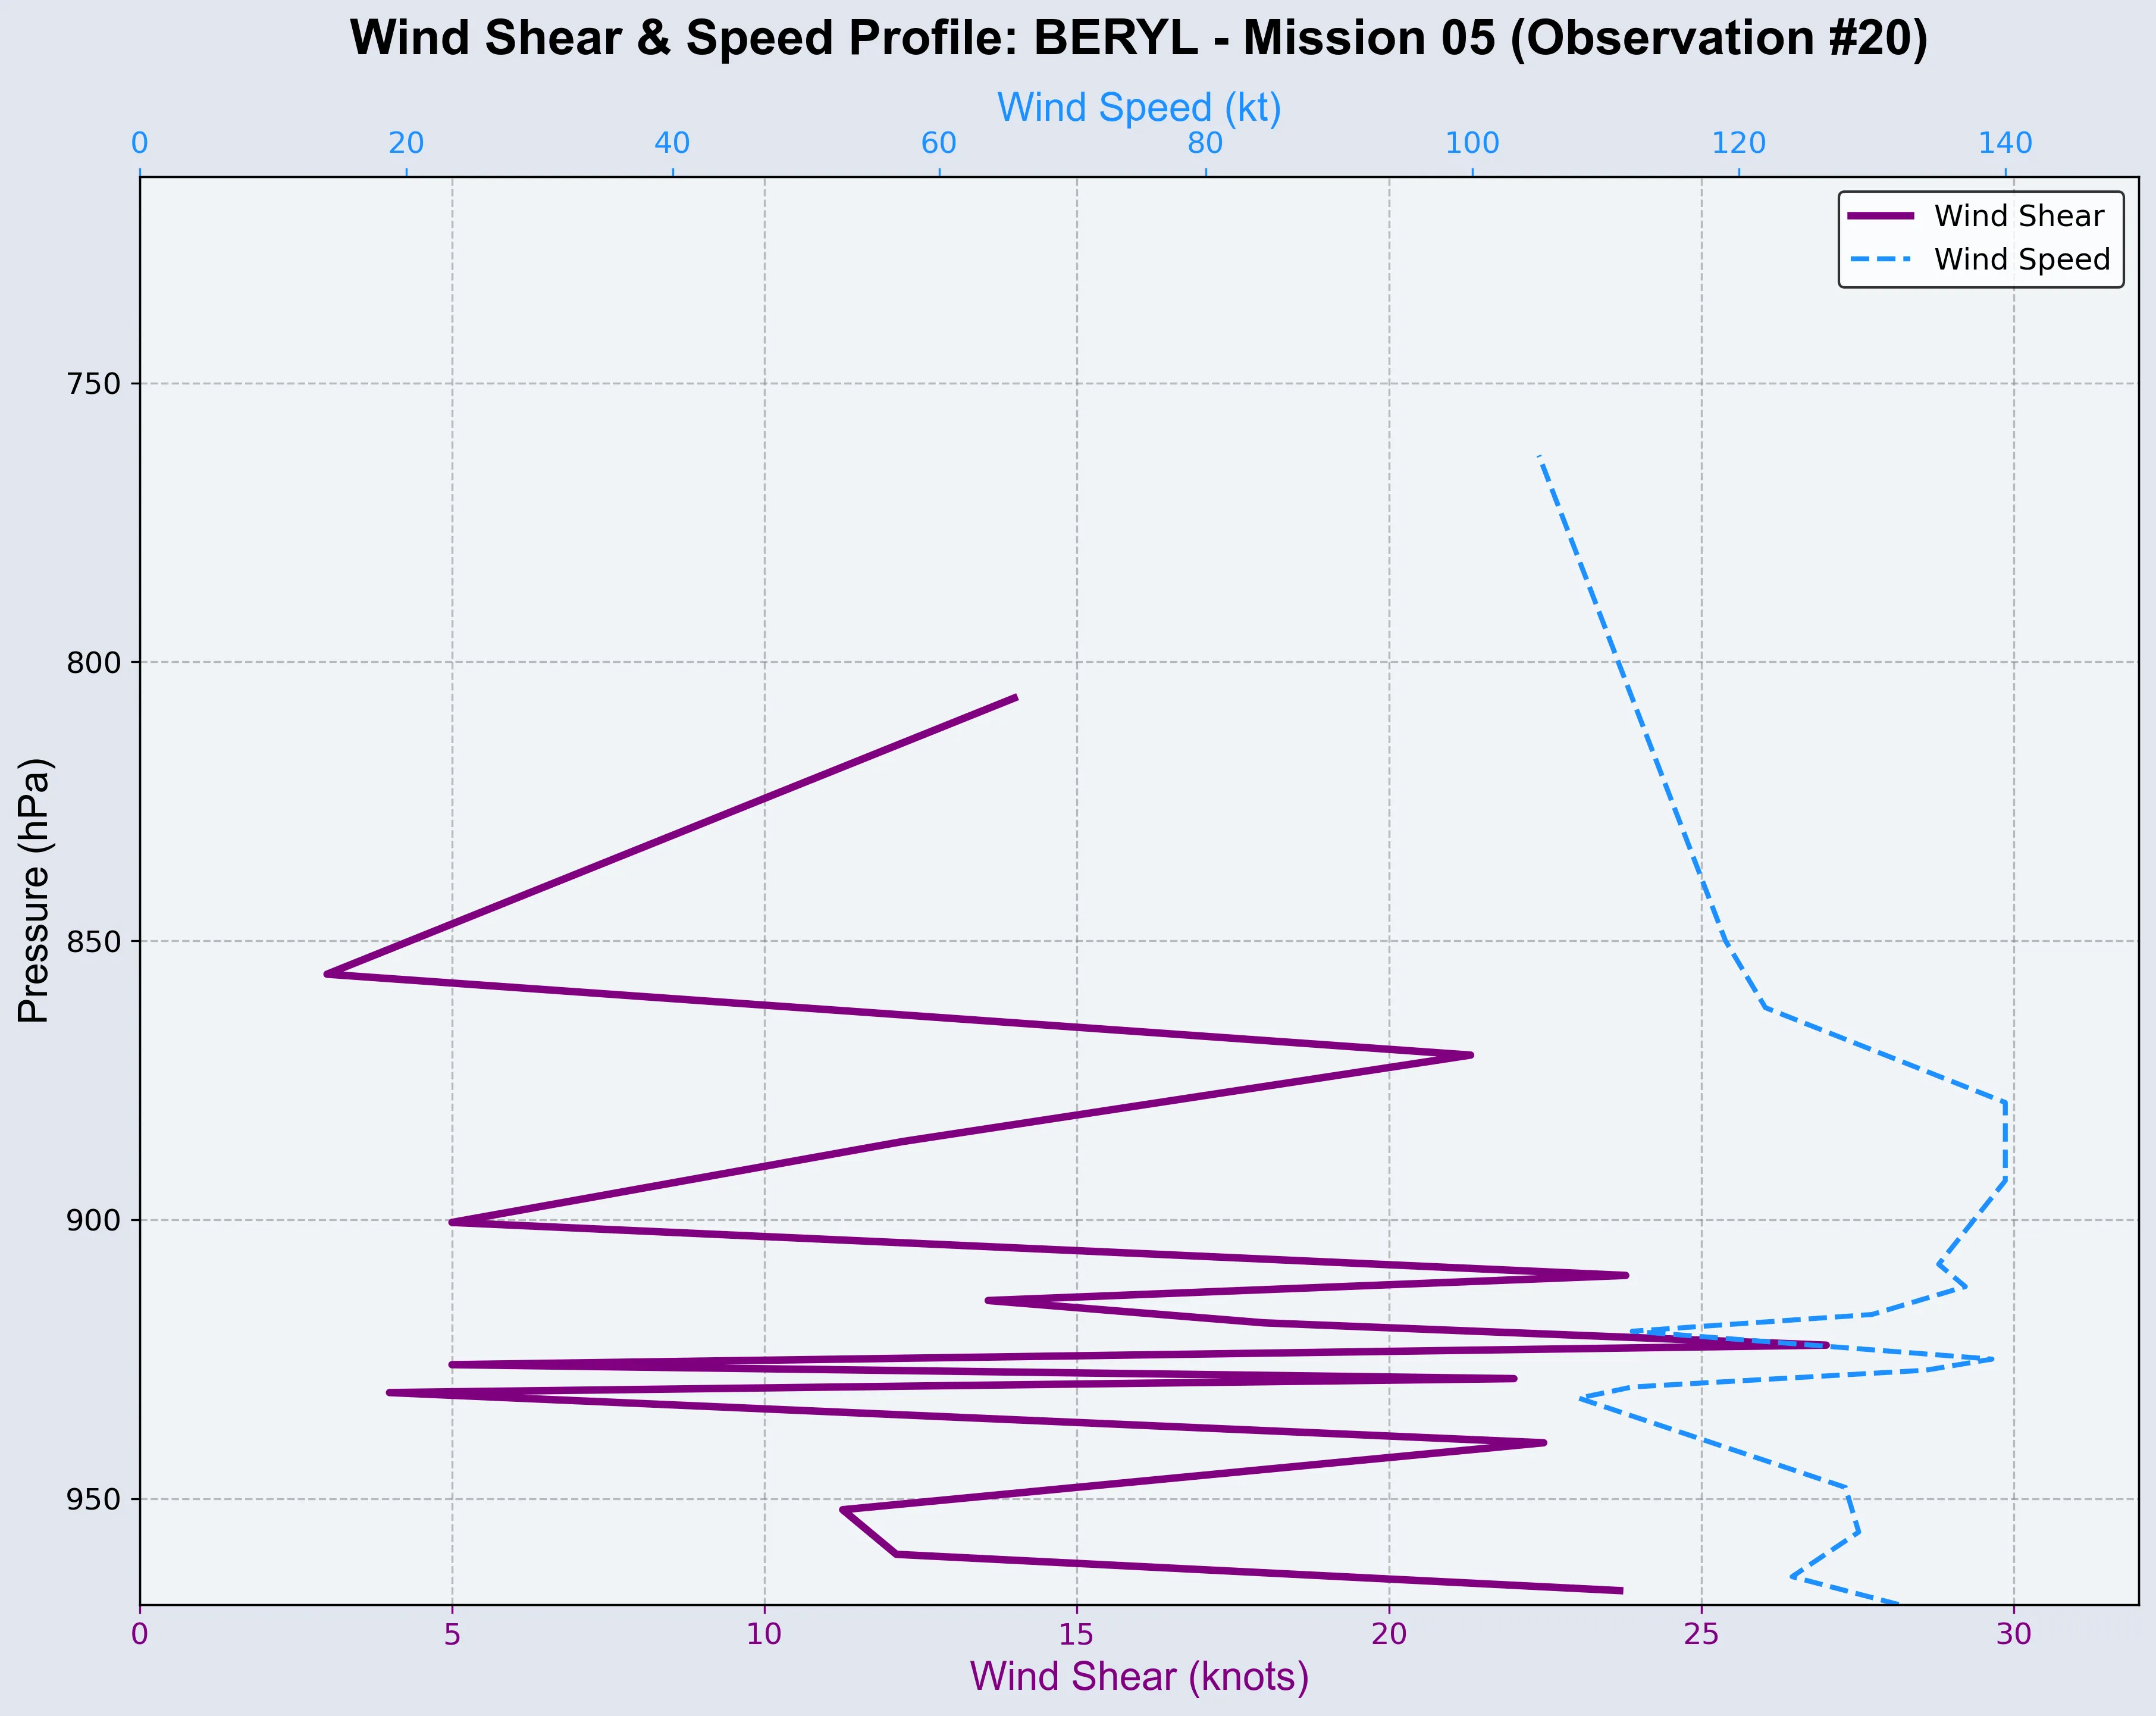 Wind Shear & Speed Profile: BERYL - Mission 05 (Observation #20)
Wind Speed (kt)
0 20 40 60 80 100 120 140
Wind Shear
Wind Speed
750
800
850
900
950
Pressure (hPa)
0 5 10 15 20 25 30
Wind Shear (knots)